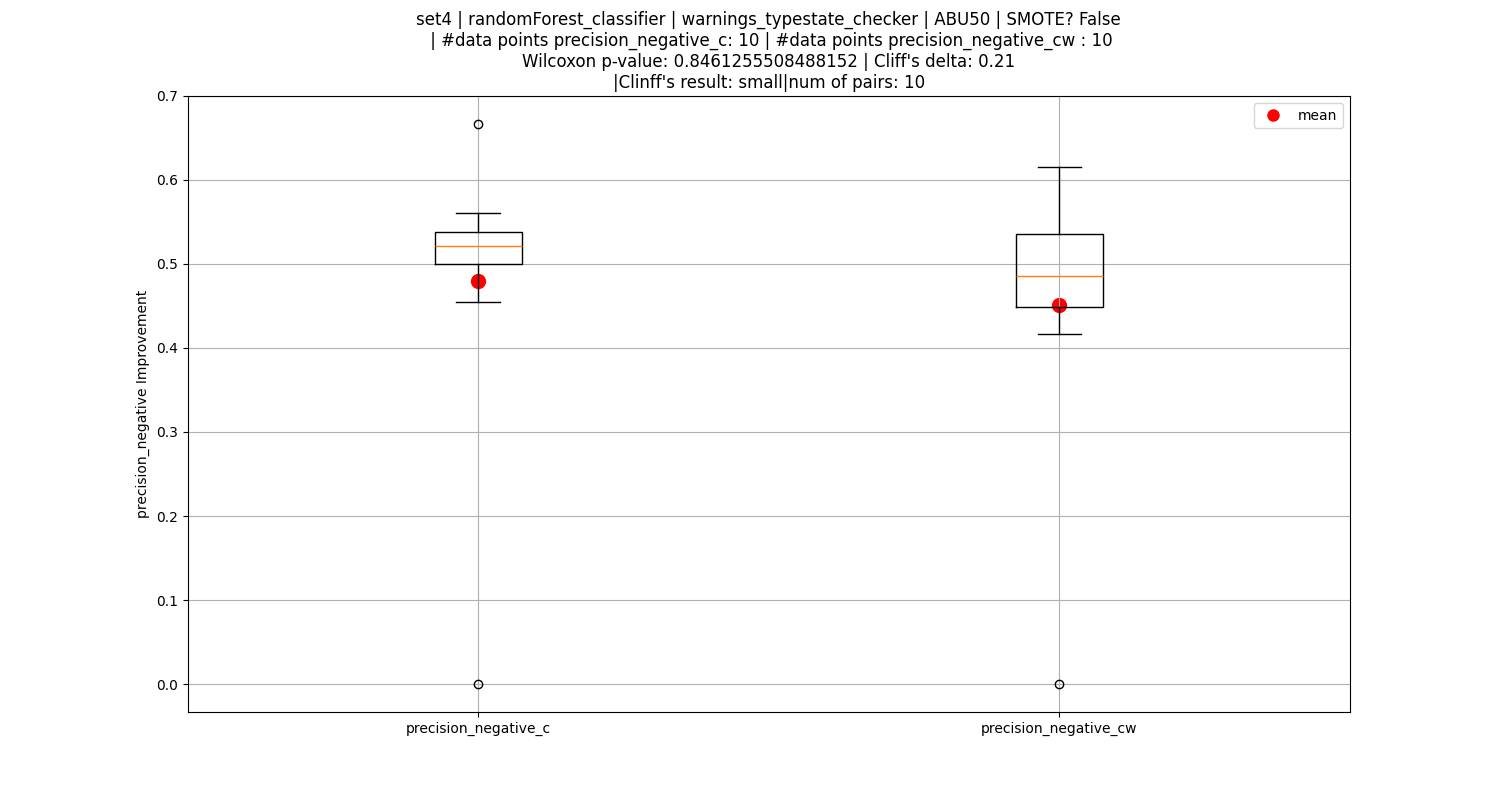 set4 | randomForest_classifier | warnings_typestate_checker | ABU50 | SMOTE? False
| #data points precision_negative_c: 10 | #data points precision_negative_cw : 10
Wilcoxon p-value: 0.8461255508488152 | Cliff's delta: 0.21
|Clinff's result: small|num of pairs: 10
mean
0.7
0.6
0.5
0.4
0.3
0.2
0.1
0.0
precision_negative Improvement
precision_negative_c
precision_negative_cw